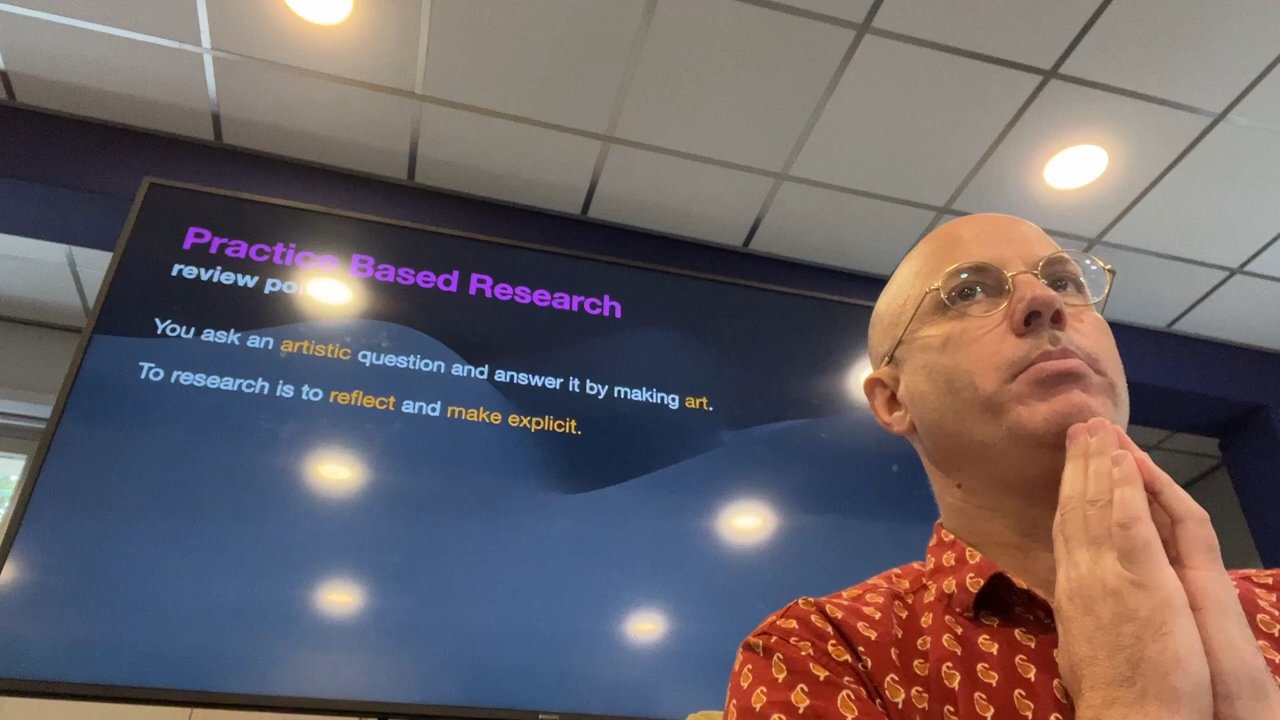 Practice Based Research
review
You ask an artistic question and answer it by making art.
To research is to reflect and make explicit.